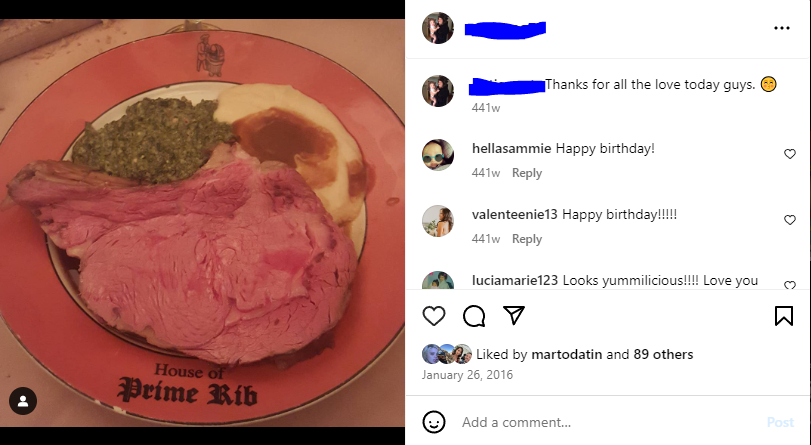 House of
Prime Rib
Thanks for all the love today guys. 😊
441w
hellasammie Happy birthday!
441w Reply
valenteenie13 Happy birthday!!!!!
441w Reply
luciamarie123 Looks yummilicious!!!! Love you
Liked by martodatin and 89 others
January 26, 2016
Add a comment...
Post